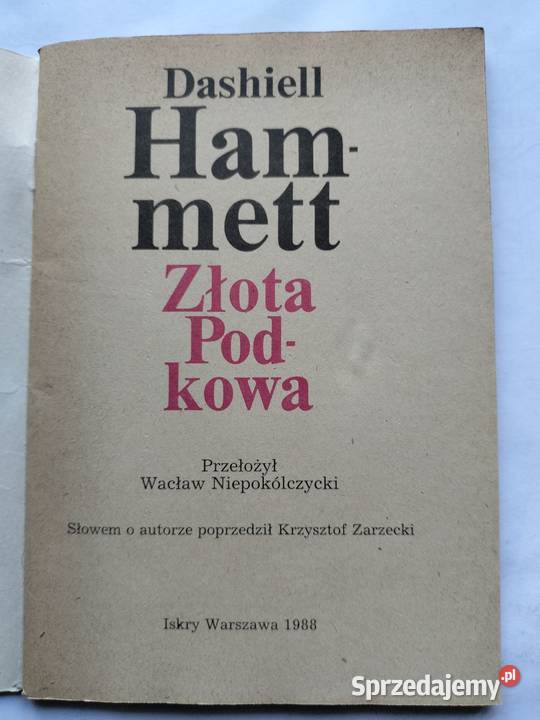 Dashiell
Ham-
mett
Złota
Pod-
kowa
Przełożył
Wacław Niepokólczycki
Słowem o autorze poprzedził Krzysztof Zarzecki
Iskry Warszawa 1988
Sprzedajemy.pl